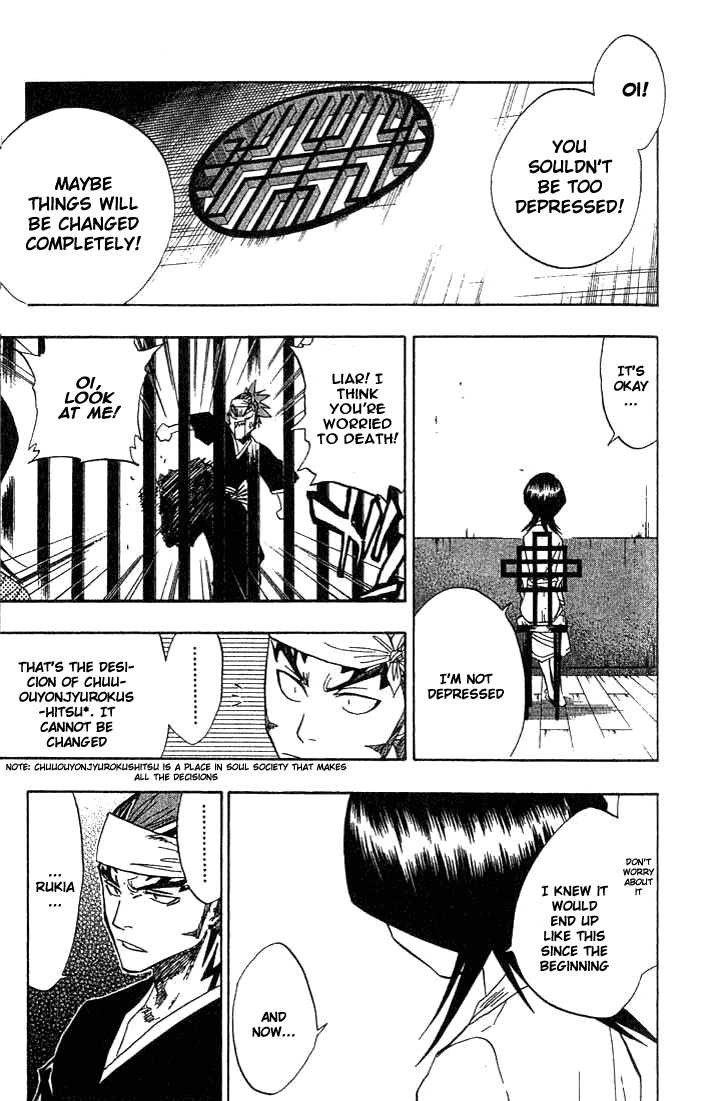 OI!
YOU
SOULDN'T
BE TOO
DEPRESSED!
MAYBE
THINGS WILL
BE CHANGED
COMPLETELY!
IT'S
OKAY
...
I'M NOT
DEPRESSED
LIAR! I
THINK
YOU'RE
WORRIED
TO DEATH!
OI,
LOOK
AT ME!
..........
THAT'S THE DESI-
CION OF CHUU-
OUYONJYUROKUS
-HITSU*. IT
CANNOT BE
CHANGED
NOTE: CHUUOUYONJYUROKUSHITSU IS A PLACE IN SOUL SOCIETY THAT MAKES
ALL THE DECISIONS
DON'T
WORRY
ABOUT
IT
I KNEW IT
WOULD
END UP
LIKE THIS
SINCE THE
BEGINNING
AND
NOW...
..........
...
RUKIA
...